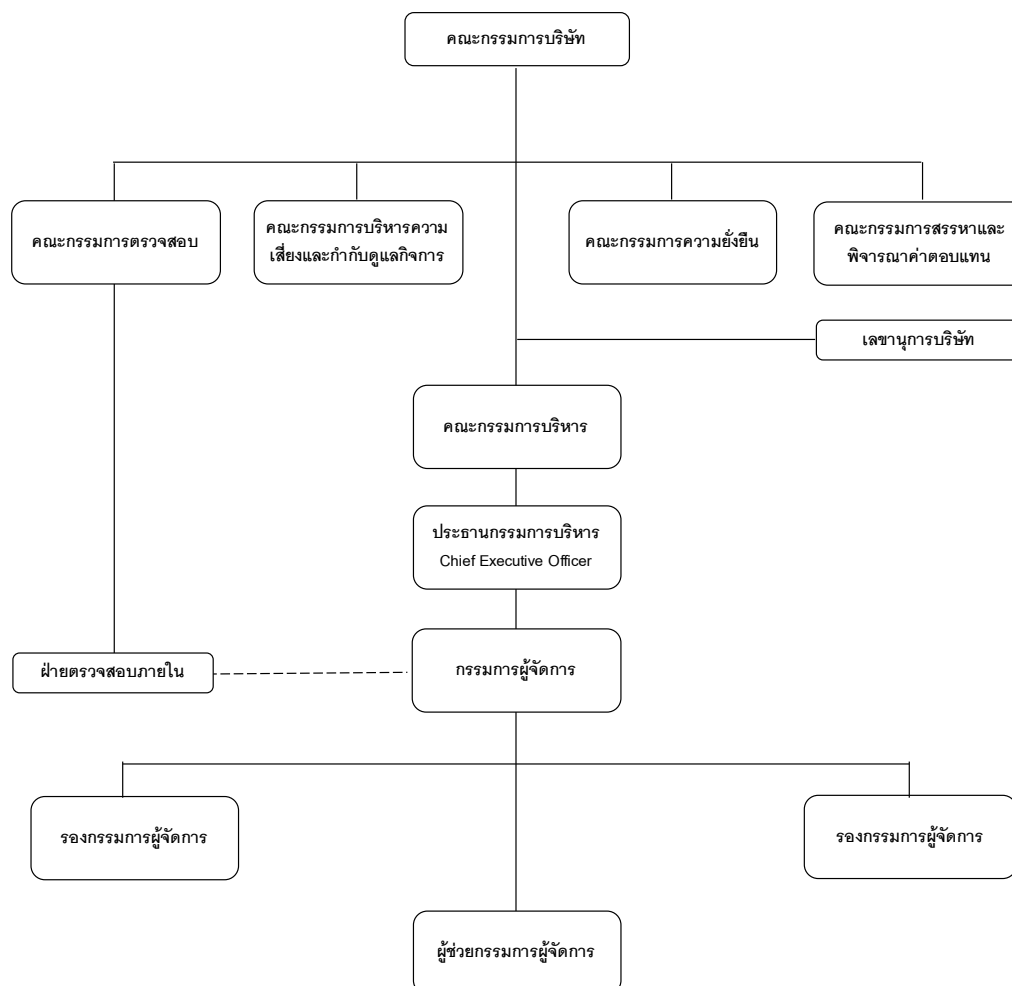 คณะกรรมการบริษัท
คณะกรรมการตรวจสอบ
คณะกรรมการบริหารความ
เสี่ยงและกำกับดูแลกิจการ
คณะกรรมการความยั่งยืน
คณะกรรมการสรรหาและ
พิจารณาค่าตอบแทน
เลขานุการบริษัท
คณะกรรมการบริหาร
ประธานกรรมการบริหาร
Chief Executive Officer
ฝ่ายตรวจสอบภายใน
กรรมการผู้จัดการ
รองกรรมการผู้จัดการ
รองกรรมการผู้จัดการ
ผู้ช่วยกรรมการผู้จัดการ